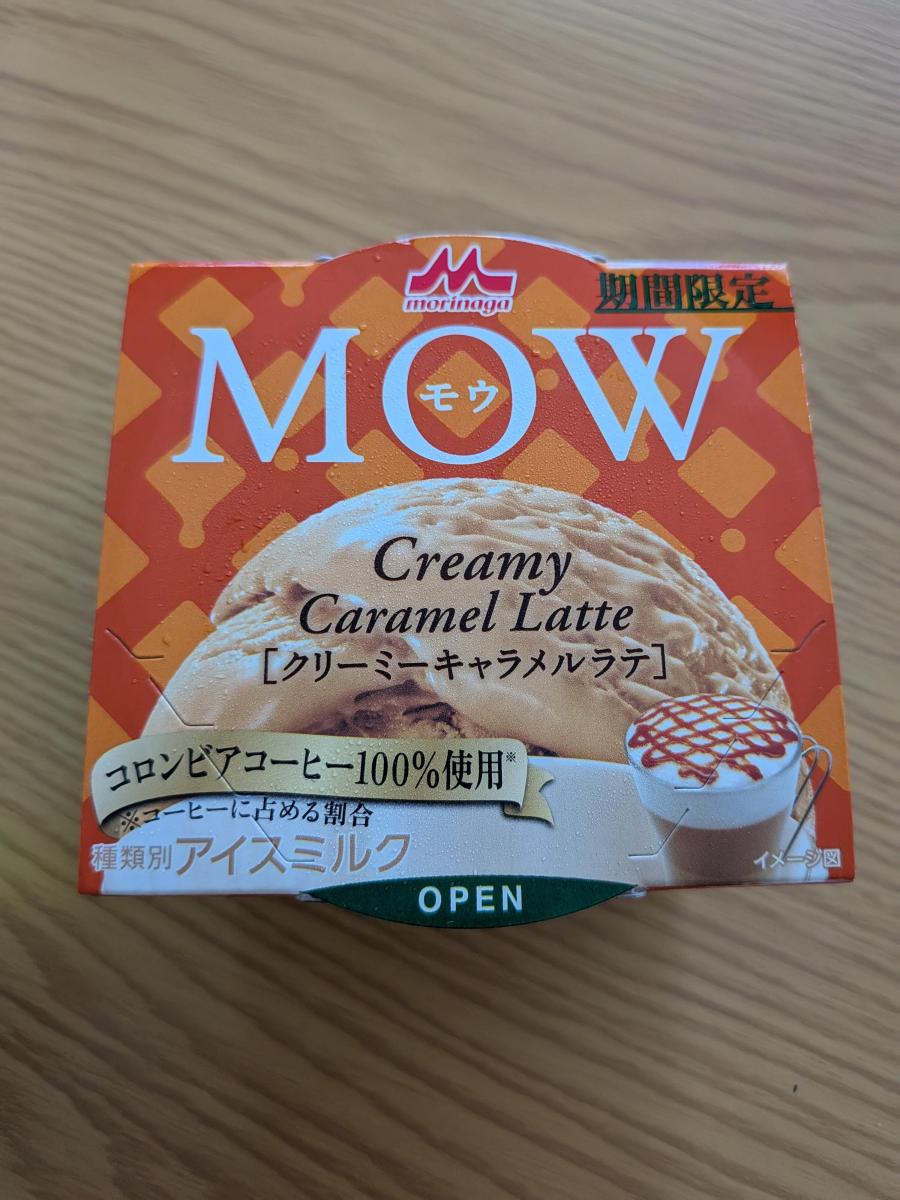 morinaga
期間限定
MOW
モウ
Creamy
Caramel Latte
[クリーミーキャラメルラテ]
コロンビアコーヒー100%使用※
※コーヒーに占める割合
種類別アイスミルク
イメージ図
OPEN